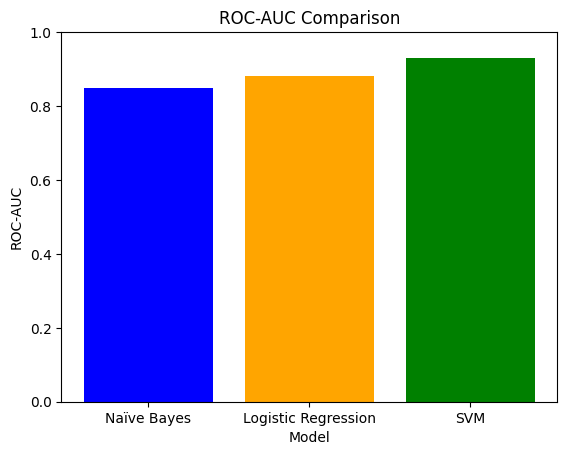 ROC-AUC Comparison
1.0
0.8
0.6
0.4
0.2
0.0
ROC-AUC
Naïve Bayes Logistic Regression SVM
Model